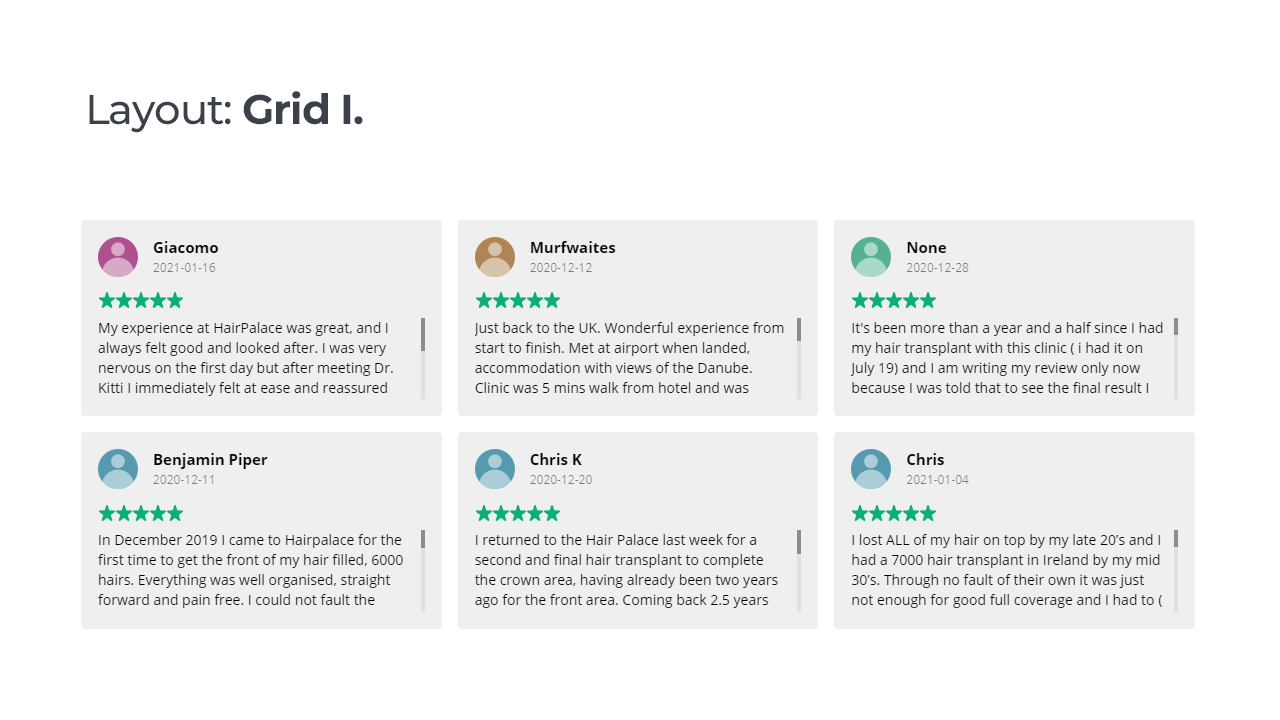 Layout: Grid I.
Giacomo
2021-01-16
My experience at HairPalace was great, and I
always felt good and looked after. I was very
nervous on the first day but after meeting Dr.
Kitti I immediately felt at ease and reassured
Murfwaites
2020-12-12
Just back to the UK. Wonderful experience from
start to finish. Met at airport when landed,
accommodation with views of the Danube.
Clinic was 5 mins walk from hotel and was
None
2020-12-28
It's been more than a year and a half since I had
my hair transplant with this clinic ( i had it on
July 19) and I am writing my review only now
because I was told that to see the final result I
Benjamin Piper
2020-12-11
In December 2019 I came to Hairpalace for the
first time to get the front of my hair filled, 6000
hairs. Everything was well organised, straight
forward and pain free. I could not fault the
Chris K
2020-12-20
I returned to the Hair Palace last week for a
second and final hair transplant to complete
the crown area, having already been two years
ago for the front area. Coming back 2.5 years
Chris
2021-01-04
I lost ALL of my hair on top by my late 20’s and I
had a 7000 hair transplant in Ireland by my mid
30’s. Through no fault of their own it was just
not enough for good full coverage and I had to (